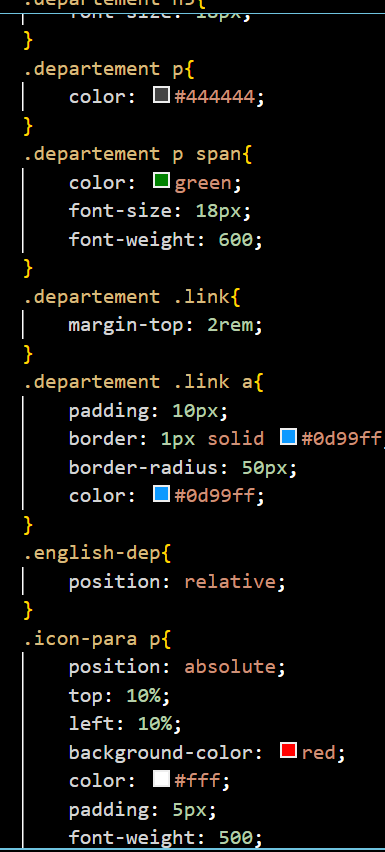 .departement h5{
font-size: 18px;
}
.departement p{
color: #444444;
}
.departement p span{
color: green;
font-size: 18px;
font-weight: 600;
}
.departement .link{
margin-top: 2rem;
}
.departement .link a{
padding: 10px;
border: 1px solid #0d99ff;
border-radius: 50px;
color: #0d99ff;
}
.english-dep{
position: relative;
}
.icon-para p{
position: absolute;
top: 10%;
left: 10%;
background-color: red;
color: #fff;
padding: 5px;
font-weight: 500;